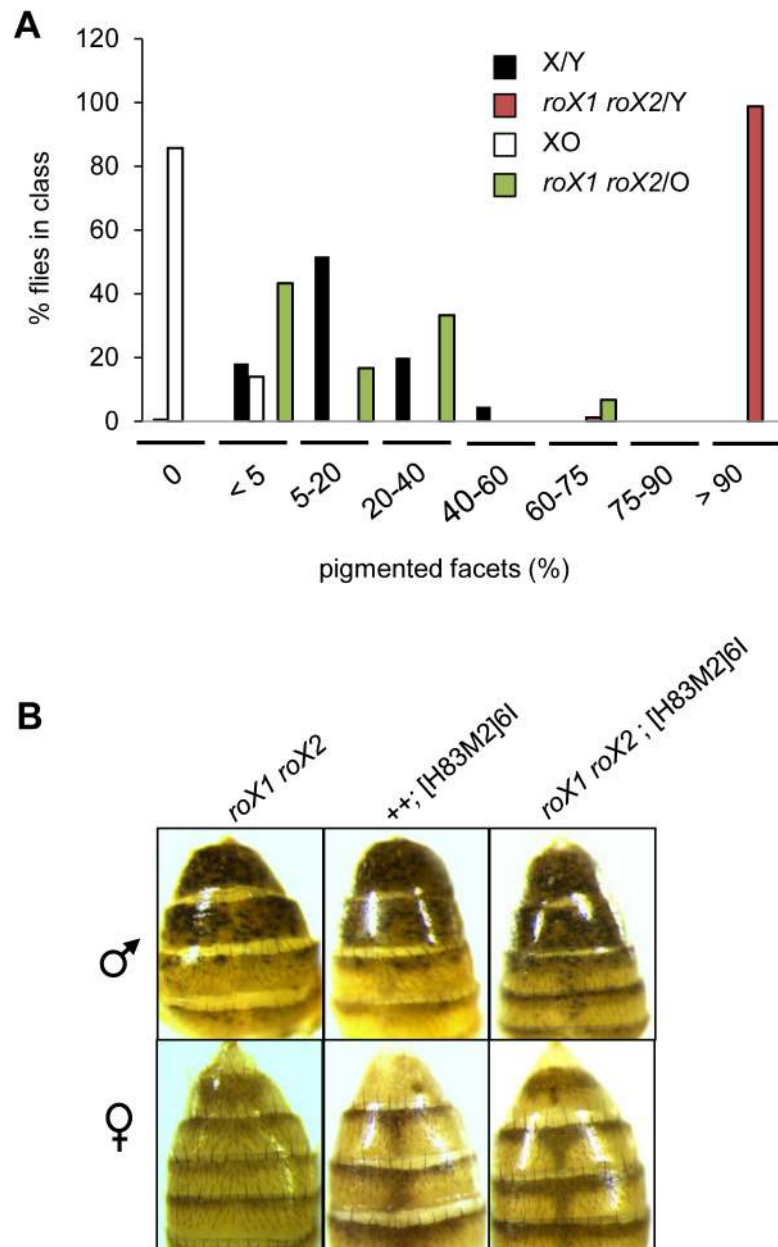 A
120
100
80
60
40
20
0
% flies in class
X/Y
roX1 roX2/Y
XO
roX1 roX2/O
0
< 5
5-20
20-40
40-60
60-75
75-90
> 90
pigmented facets (%)
B
roX1 roX2
++; [H83M2]6I
roX1 roX2 ; [H83M2]6I
♂
♀